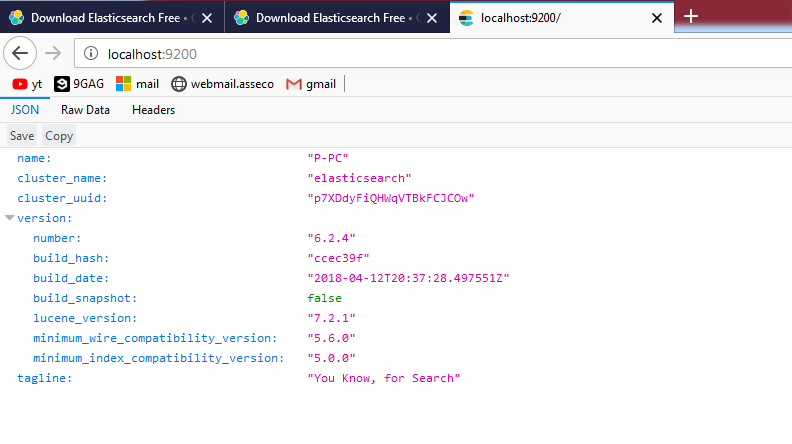 Download Elasticsearch Free •
Download Elasticsearch Free •
localhost:9200/
localhost:9200
yt
9GAG
mail
webmail.asseco
gmail
JSON Raw Data Headers
Save Copy
name: "P-PC"
cluster_name: "elasticsearch"
cluster_uuid: "p7XDdyFiQHWqVTBkFCJCOw"
version:
number: "6.2.4"
build_hash: "ccec39f"
build_date: "2018-04-12T20:37:28.497551Z"
build_snapshot: false
lucene_version: "7.2.1"
minimum_wire_compatibility_version: "5.6.0"
minimum_index_compatibility_version: "5.0.0"
tagline: "You Know, for Search"